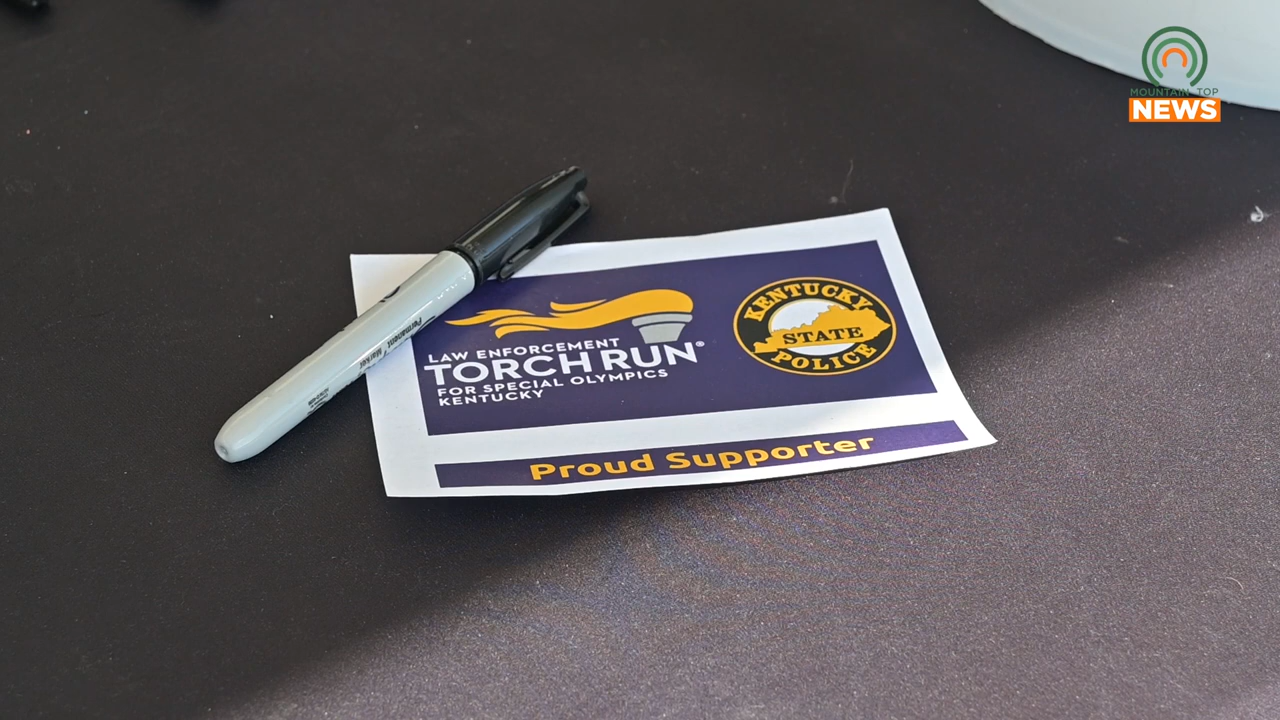 MOUNTAIN TOP
NEWS
Permanent Marker
LAW ENFORCEMENT
TORCH RUN®
FOR SPECIAL OLYMPICS
KENTUCKY
KENTUCKY
STATE
POLICE
Proud Supporter